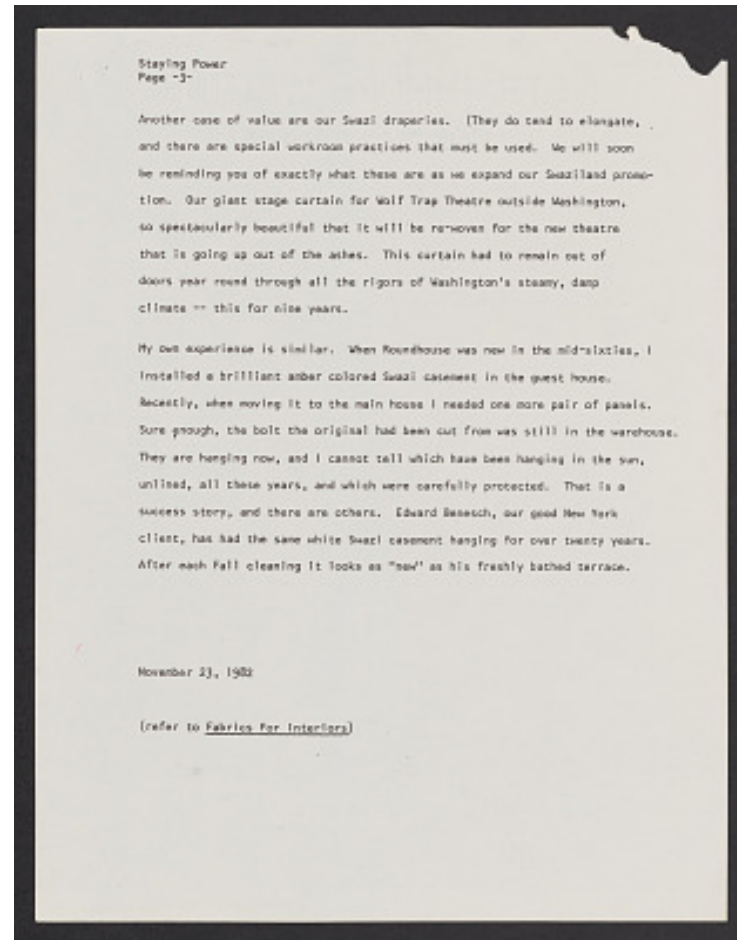 Staying Power
Page -3-
Another case of value are our Swazi draperies. (They do tend to elongate,
and there are special workroom practices that must be used. We will soon
be reminding you of exactly what these are as we expand our Swaziland promo-
tion. Our giant stage curtain for Wolf Trap Theatre outside Washington,
so spectacularly beautiful that it will be re-woven for the new theatre
that is going up out of the ashes. This curtain had to remain out of
doors year round through all the rigors of Washington's steamy, damp
climate -- this for nine years.
My own experience is similar. When Roundhouse was new in the mid-sixties, I
installed a brilliant amber colored Swazi casement in the guest house.
Recently, when moving it to the main house I needed one more pair of panels.
Sure enough, the bolt the original had been cut from was still in the warehouse.
They are hanging now, and I cannot tell which have been hanging in the sun,
unlined, all these years, and which were carefully protected. That is a
success story, and there are others. Edward Benesch, our good New York
client, has had the same white Swazi casement hanging for over twenty years.
After each Fall cleaning it looks as "new" as his freshly bathed terrace.
November 23, 1982
(refer to Fabrics For Interiors)